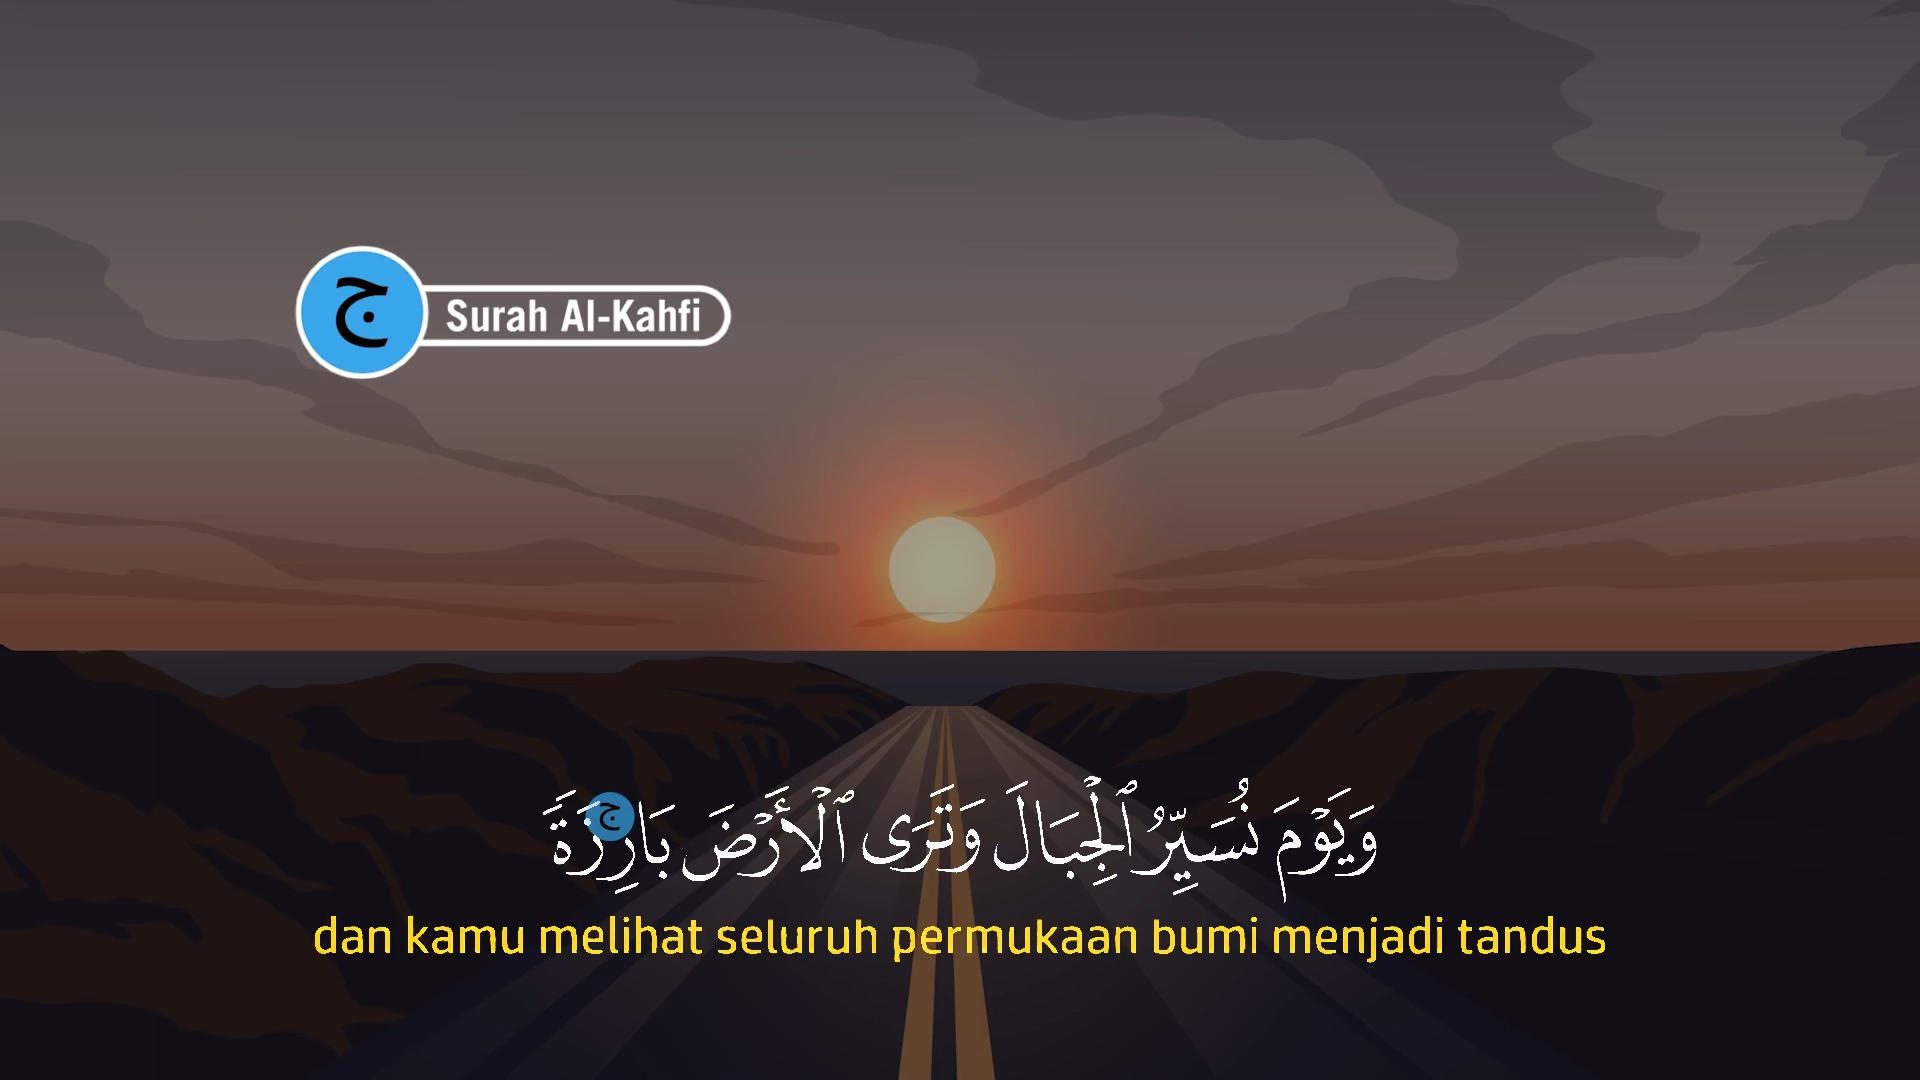 ج
Surah Al-Kahfi
وَيَوْمَ نُسَيِّرُ ٱلْجِبَالَ وَتَرَى ٱلْأَرْضَ بَارِزَةً
ج
dan kamu melihat seluruh permukaan bumi menjadi tandus